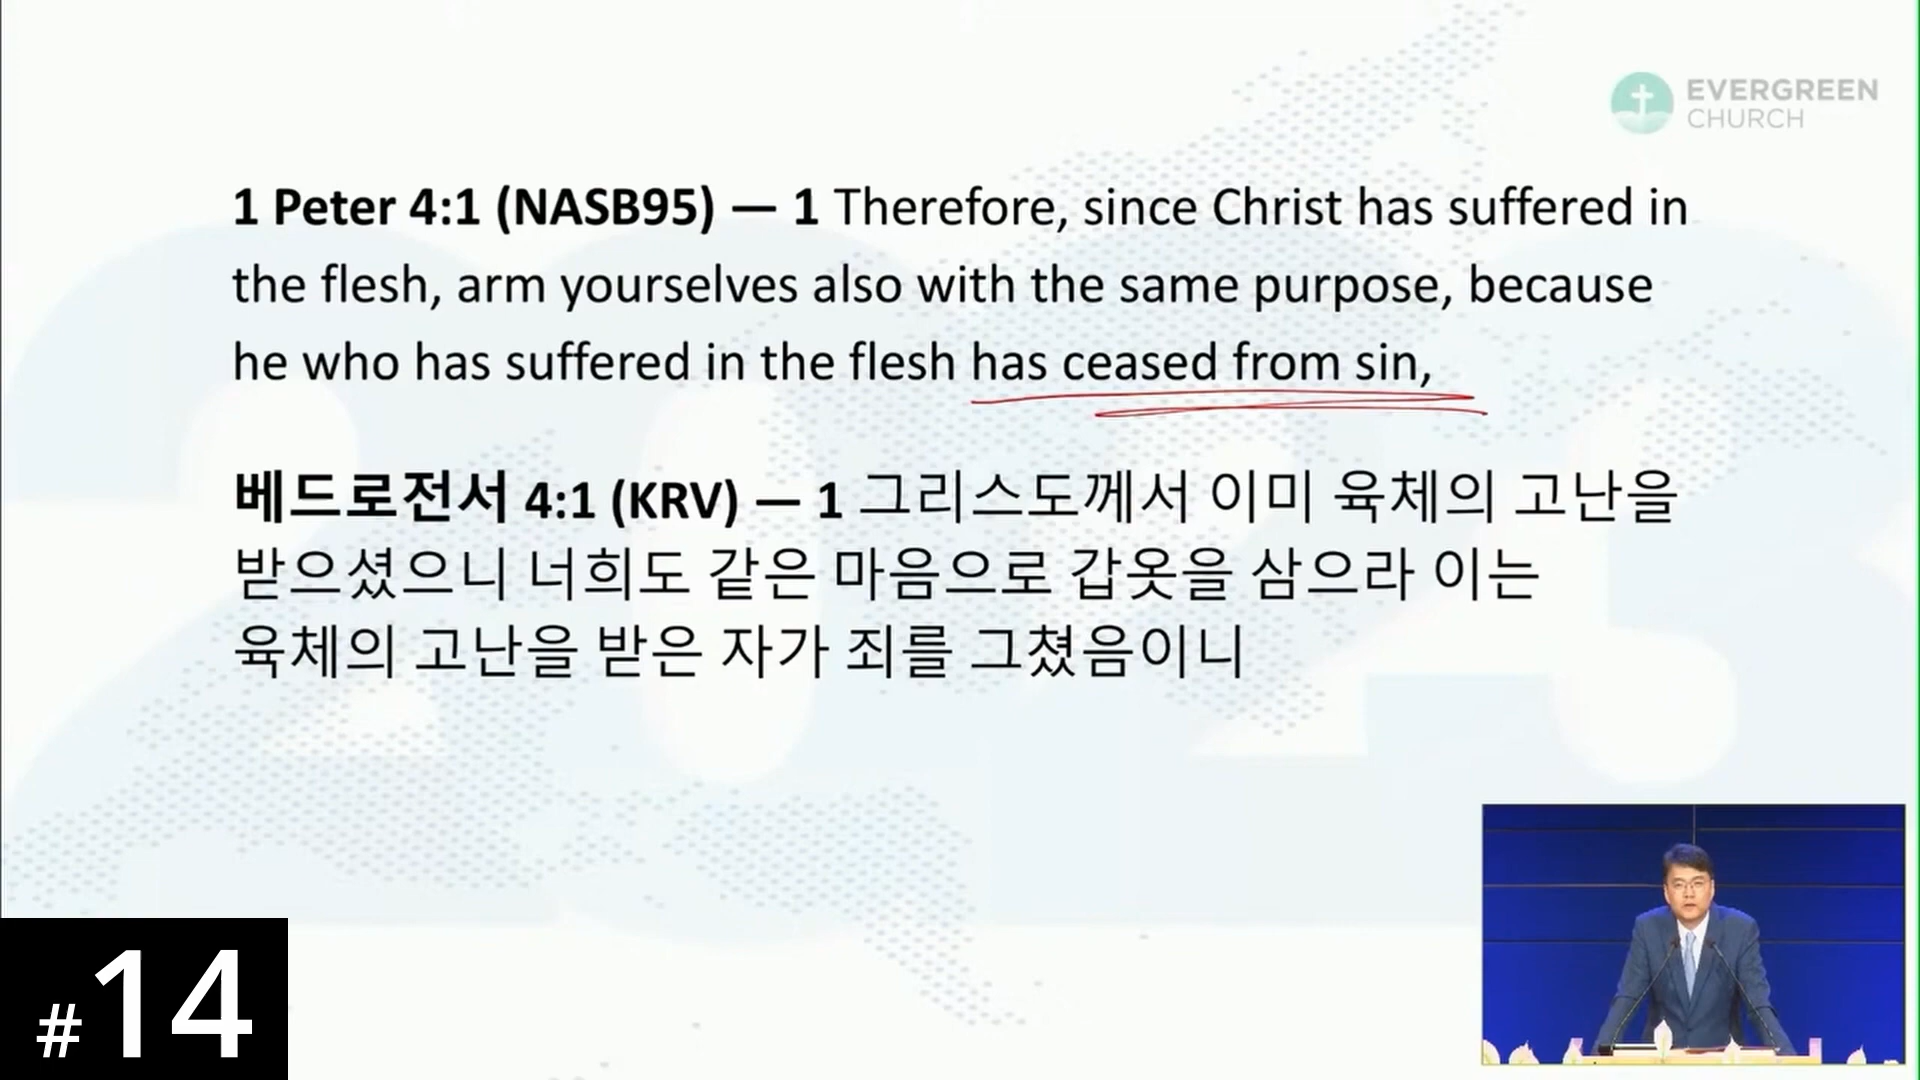 EVERGREEN
CHURCH
1 Peter 4:1 (NASB95) — 1 Therefore, since Christ has suffered in
the flesh, arm yourselves also with the same purpose, because
he who has suffered in the flesh has ceased from sin,
베드로전서 4:1 (KRV) — 1 그리스도께서 이미 육체의 고난을
받으셨으니 너희도 같은 마음으로 갑옷을 삼으라 이는
육체의 고난을 받은 자가 죄를 그쳤음이니
#14